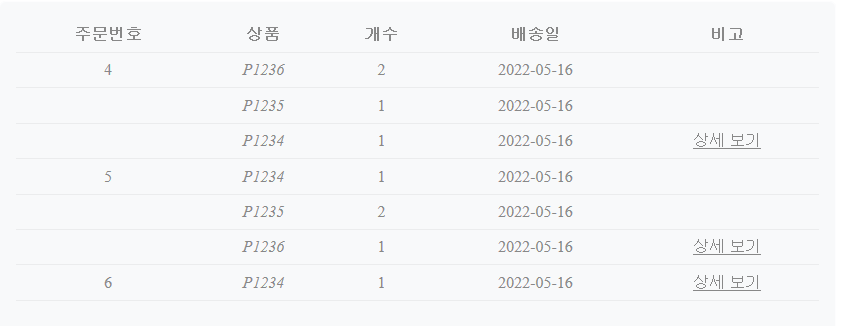 주문번호 상품 개수 배송일 비고
4 P1236 2 2022-05-16
P1235 1 2022-05-16
P1234 1 2022-05-16 상세 보기
5 P1234 1 2022-05-16
P1235 2 2022-05-16
P1236 1 2022-05-16 상세 보기
6 P1234 1 2022-05-16 상세 보기